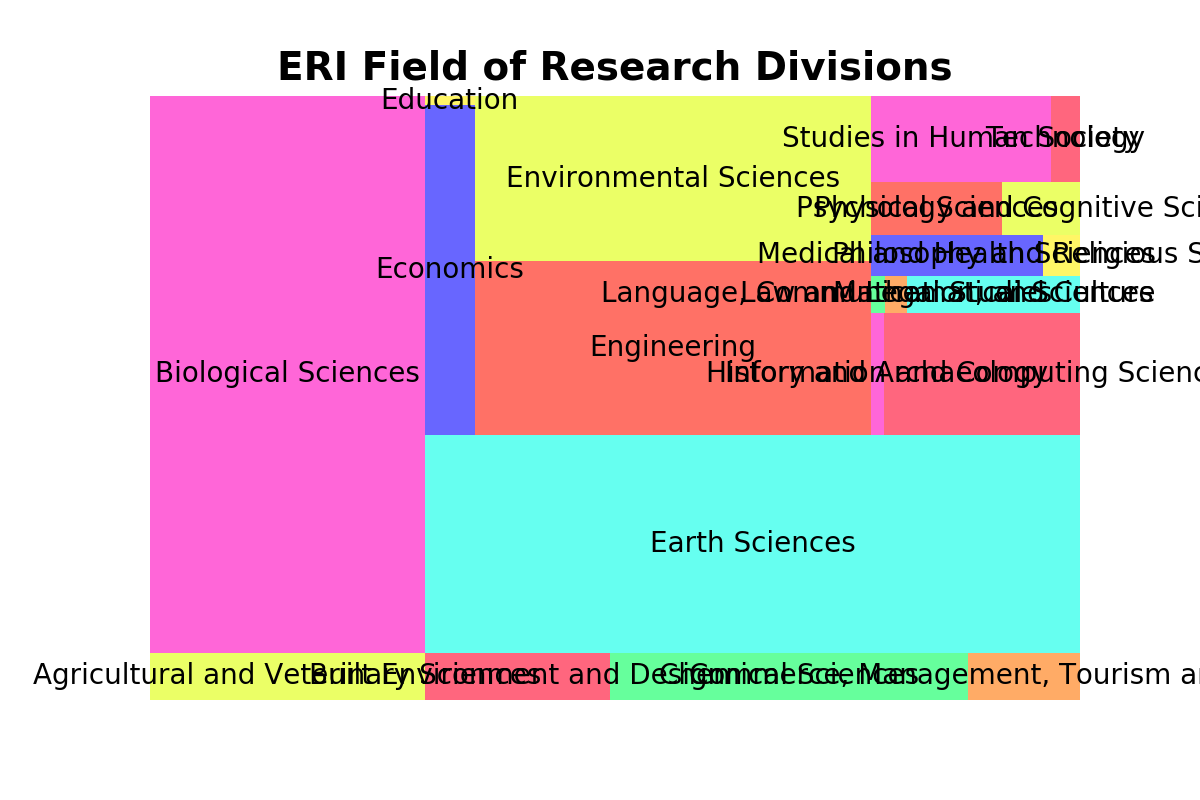 ERI Field of Research Divisions
Education
Studies in Human Society
Technology
Environmental Sciences
Physical Sciences
Psychology and Cognitive Sci
Medical and Health Sciences
Philosophy and Religious S
Economics
Language, Communication and Culture
Law and Legal Studies
Mathematical Sciences
Engineering
Biological Sciences
History and Archaeology
Information and Computing Scienc
Earth Sciences
Agricultural and Veterinary Sciences
Built Environment and Design
Chemical Sciences
Commerce, Management, Tourism a